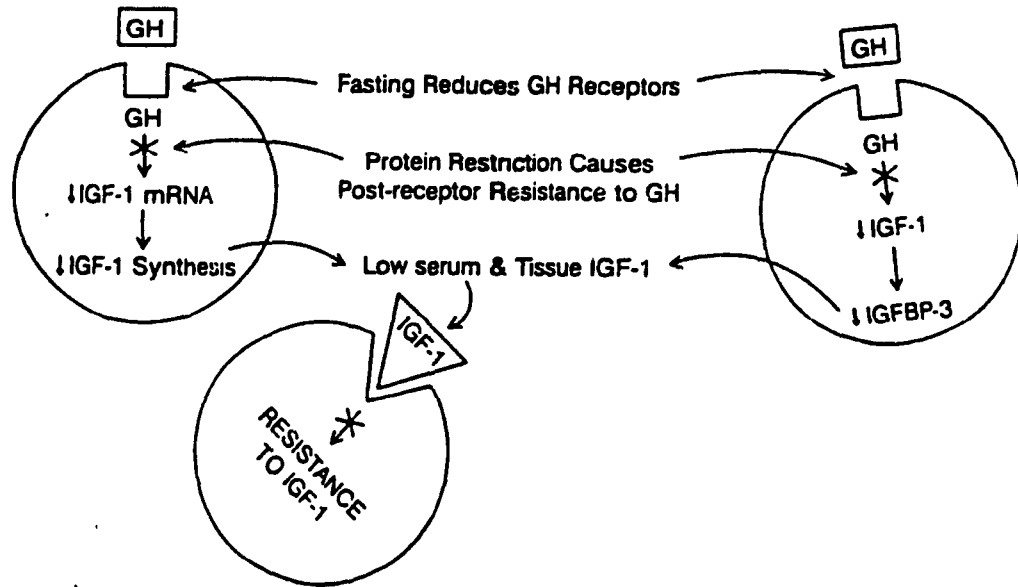 GH
GH
Fasting Reduces GH Receptors
GH
GH
Protein Restriction Causes
Post-receptor Resistance to GH
↓IGF-1 mRNA
↓IGF-1
↓IGF-1 Synthesis
Low serum & Tissue IGF-1
↓IGFBP-3
IGF-1
RESISTANCE
TO IGF-1